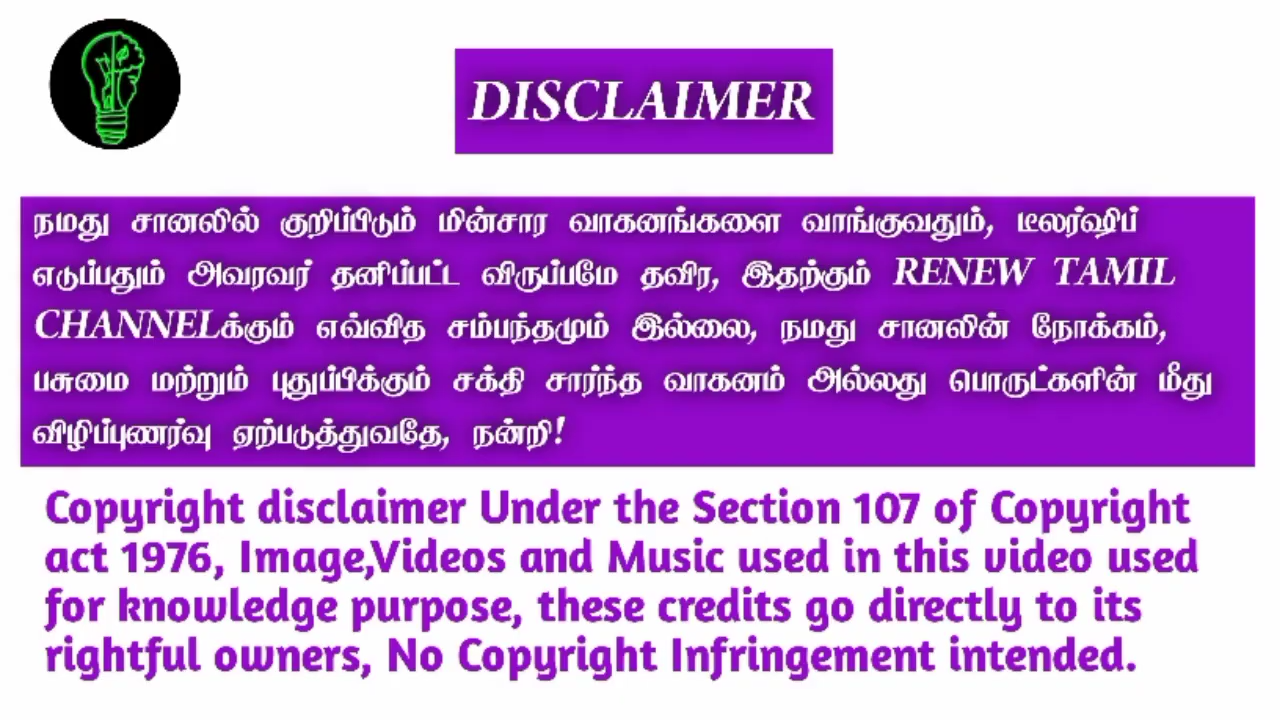 DISCLAIMER
நமது சானலில் குறிப்பிடும் மின்சார வாகனங்களை வாங்குவதும், டீலர்ஷிப்
எடுப்பதும் அவரவர் தனிப்பட்ட விருப்பமே தவிர, இதற்கும் RENEW TAMIL
CHANNELக்கும் எவ்வித சம்பந்தமும் இல்லை, நமது சானலின் நோக்கம்,
பசுமை மற்றும் புதுப்பிக்கும் சக்தி சார்ந்த வாகனம் அல்லது பொருட்களின் மீது
விழிப்புணர்வு ஏற்படுத்துவதே, நன்றி!
Copyright disclaimer Under the Section 107 of Copyright
act 1976, Image,Videos and Music used in this video used
for knowledge purpose, these credits go directly to its
rightful owners, No Copyright Infringement intended.